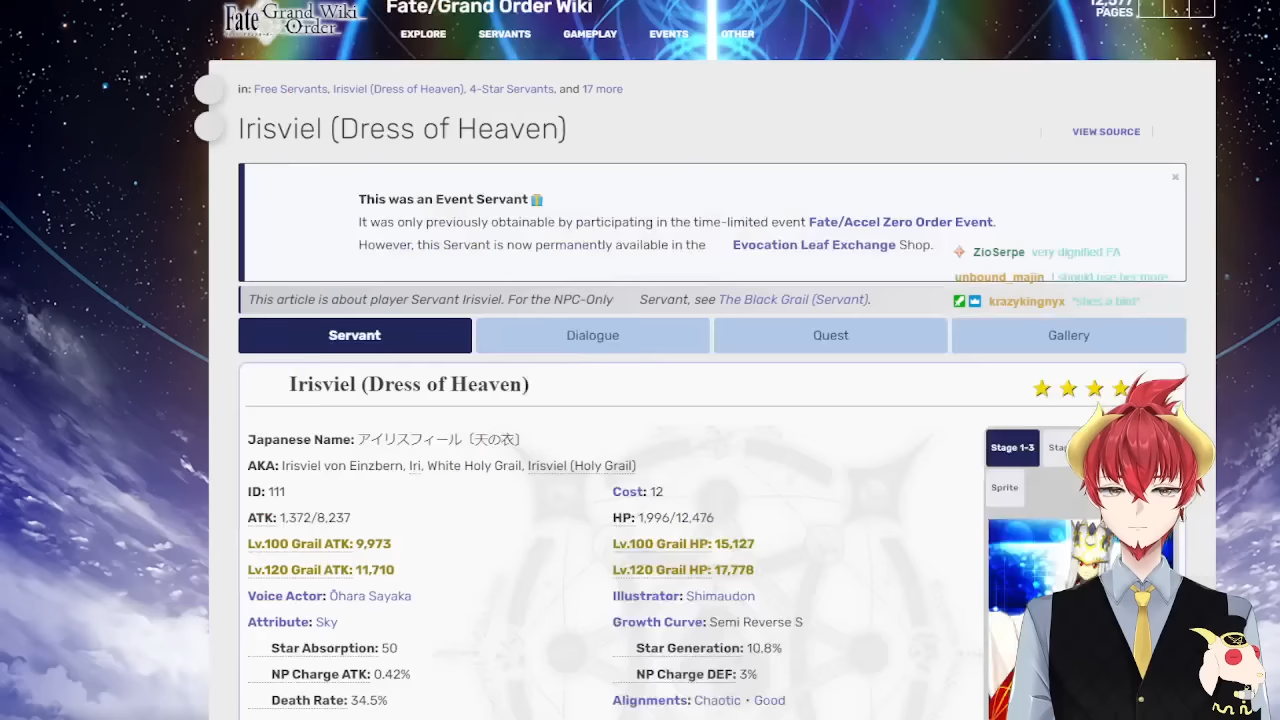 Fate Grand Wiki
Order
Fate/Grand Order Wiki
PAGES
EXPLORE SERVANTS GAMEPLAY EVENTS OTHER
in: Free Servants, Irisviel (Dress of Heaven), 4-Star Servants, and 17 more
Irisviel (Dress of Heaven)
VIEW SOURCE
This was an Event Servant
It was only previously obtainable by participating in the time-limited event Fate/Accel Zero Order Event.
However, this Servant is now permanently available in the Evocation Leaf Exchange Shop.
ZioSerpe very dignified FA
unbound_majin I should use her more
krazykingnyx *shes a bird*
This article is about player Servant Irisviel. For the NPC-Only Servant, see The Black Grail (Servant).
Servant Dialogue Quest Gallery
Irisviel (Dress of Heaven)
Japanese Name: アイリスフィール〔天の衣〕
AKA: Irisviel von Einzbern, Iri, White Holy Grail, Irisviel (Holy Grail)
ID: 111 Cost: 12
ATK: 1,372/8,237 HP: 1,996/12,476
Lv.100 Grail ATK: 9,973 Lv.100 Grail HP: 15,127
Lv.120 Grail ATK: 11,710 Lv.120 Grail HP: 17,778
Voice Actor: Ōhara Sayaka Illustrator: Shimaudon
Attribute: Sky Growth Curve: Semi Reverse S
Star Absorption: 50 Star Generation: 10.8%
NP Charge ATK: 0.42% NP Charge DEF: 3%
Death Rate: 34.5% Alignments: Chaotic・Good
Stage 1-3
Sprite